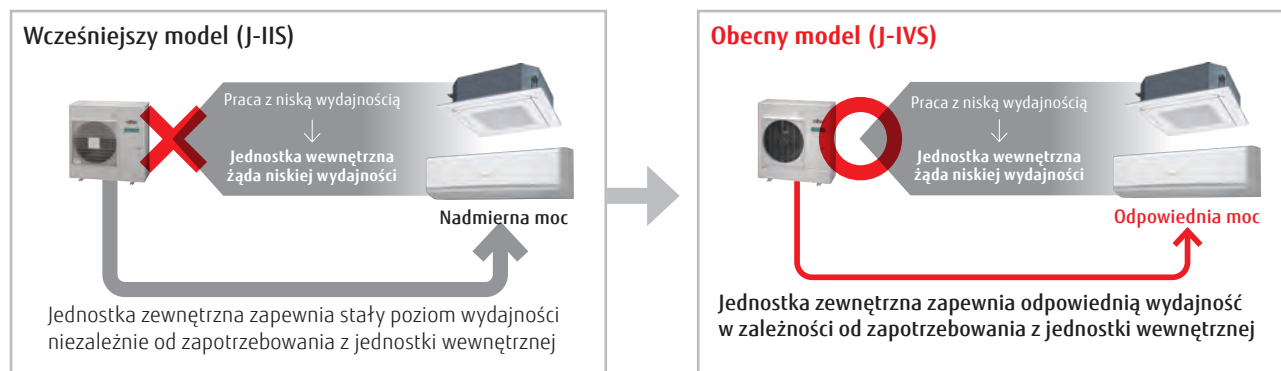 Wcześniejszy model (J-IIS)
Praca z niską wydajnością
Jednostka wewnętrzna
żąda niskiej wydajności
Nadmierna moc
Jednostka zewnętrzna zapewnia stały poziom wydajności
niezależnie od zapotrzebowania z jednostki wewnętrznej
Obecny model (J-IVS)
Praca z niską wydajnością
Jednostka wewnętrzna
żąda niskiej wydajności
Odpowiednia moc
Jednostka zewnętrzna zapewnia odpowiednią wydajność
w zależności od zapotrzebowania z jednostki wewnętrznej